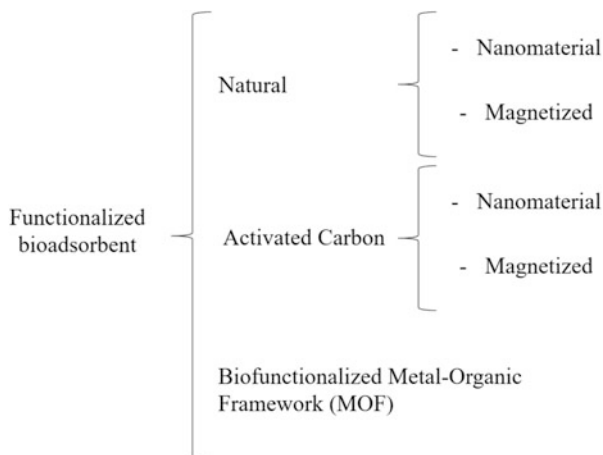 Natural
- Nanomaterial
- Magnetized
Functionalized
bioadsorbent
Activated Carbon
- Nanomaterial
- Magnetized
Biofunctionalized Metal-Organic
Framework (MOF)